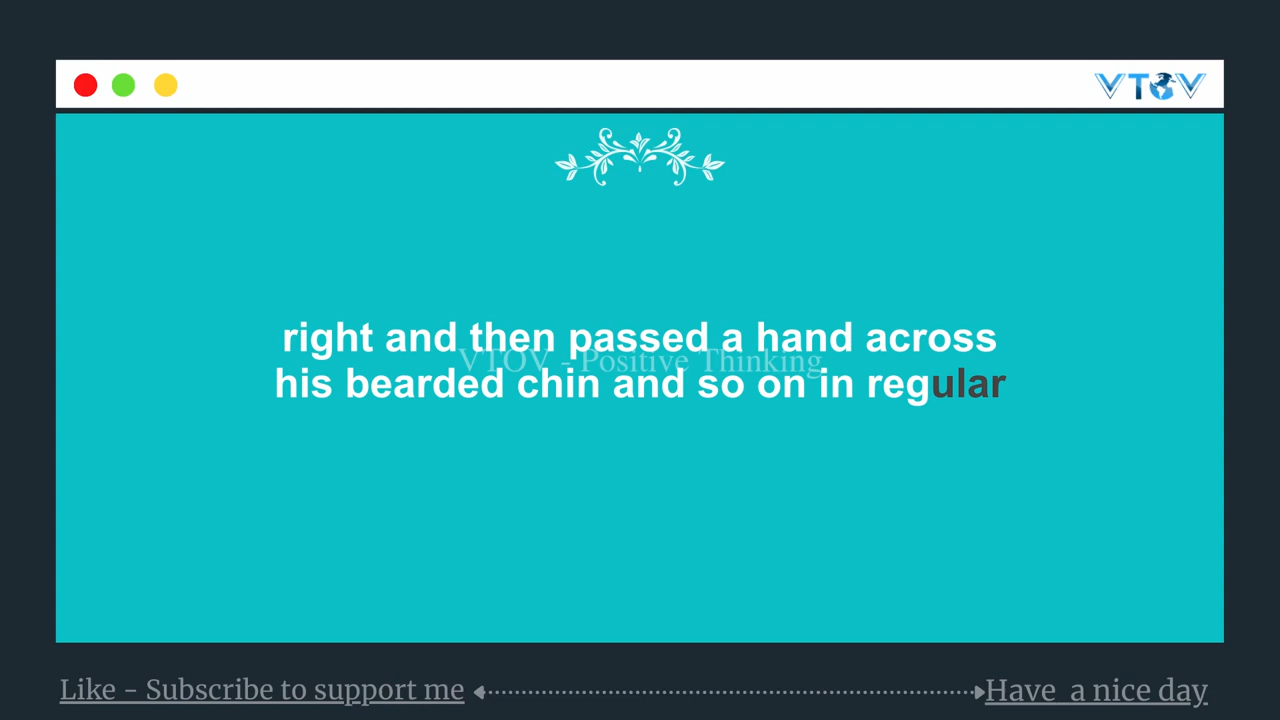 VTOV
right and then passed a hand across
VTOV - Positive Thinking
his bearded chin and so on in regular
Like - Subscribe to support me
Have a nice day